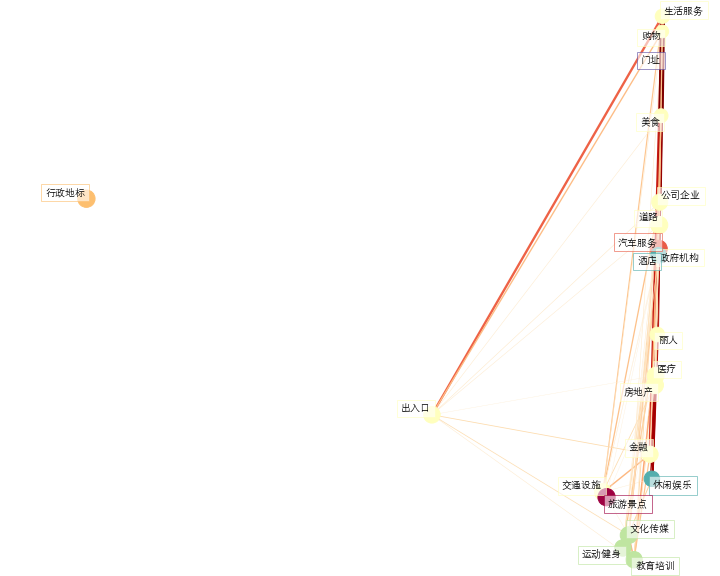 生活服务
购物
门址
美食
行政地标
公司企业
道路
汽车服务
酒店
政府机构
丽人
医疗
房地产
出入口
金融
交通设施
休闲娱乐
旅游景点
文化传媒
运动健身
教育培训